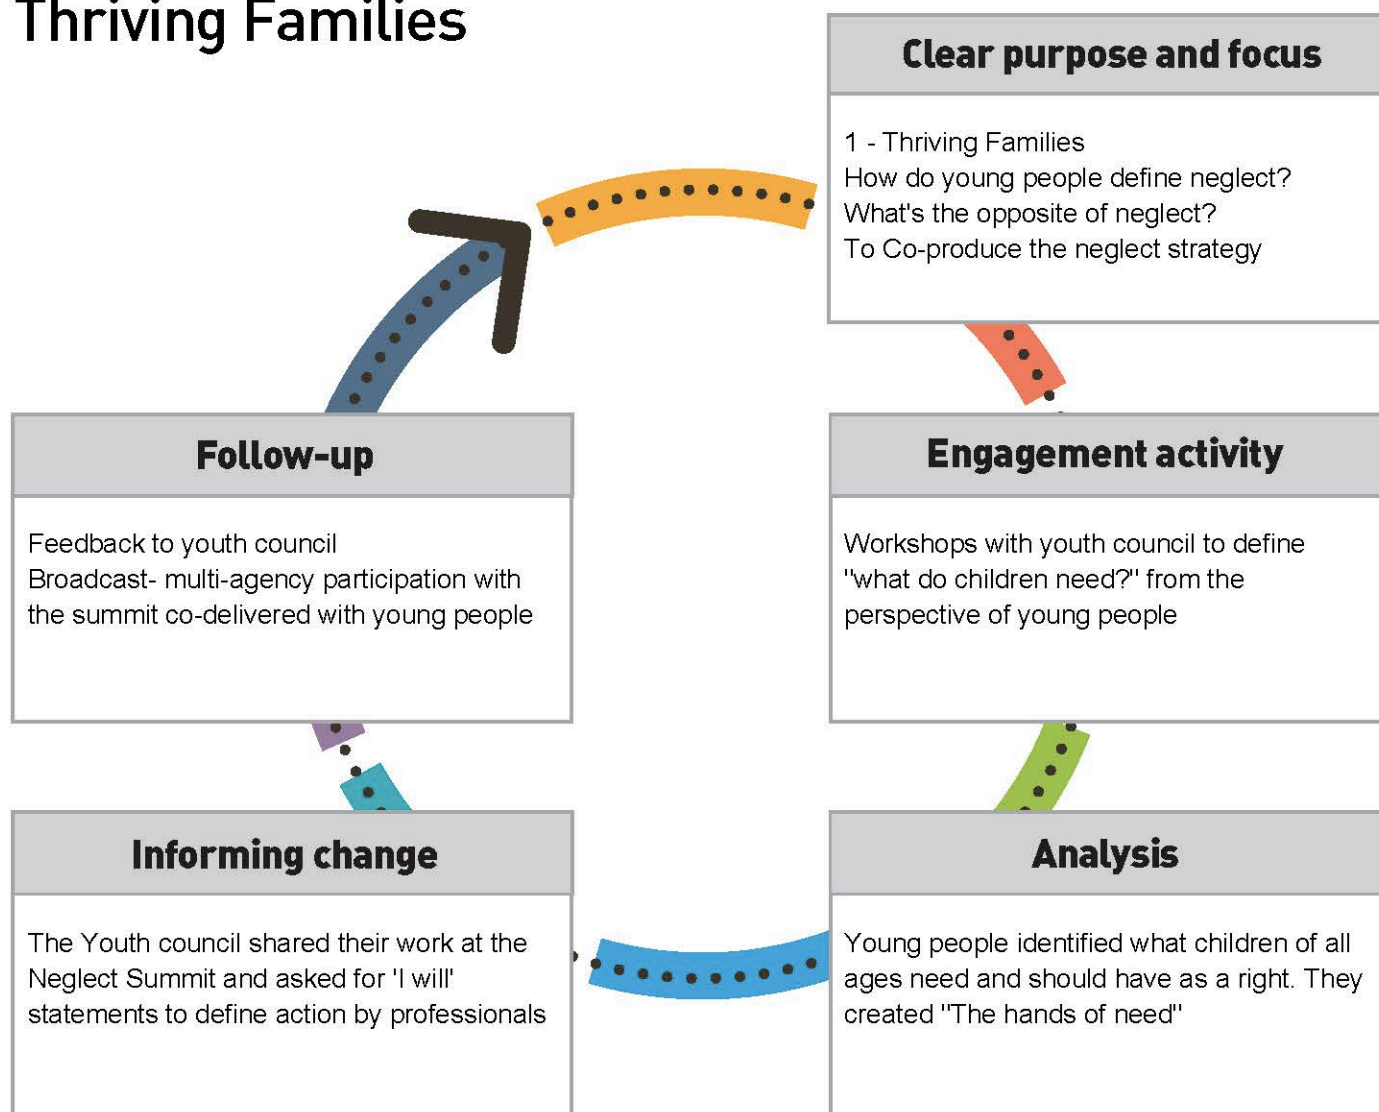 Thriving Families
Clear purpose and focus
1 - Thriving Families
How do young people define neglect?
What's the opposite of neglect?
To Co-produce the neglect strategy
Engagement activity
Workshops with youth council to define
"what do children need?" from the
perspective of young people
Analysis
Young people identified what children of all
ages need and should have as a right. They
created "The hands of need"
Informing change
The Youth council shared their work at the
Neglect Summit and asked for 'I will'
statements to define action by professionals
Follow-up
Feedback to youth council
Broadcast- multi-agency participation with
the summit co-delivered with young people